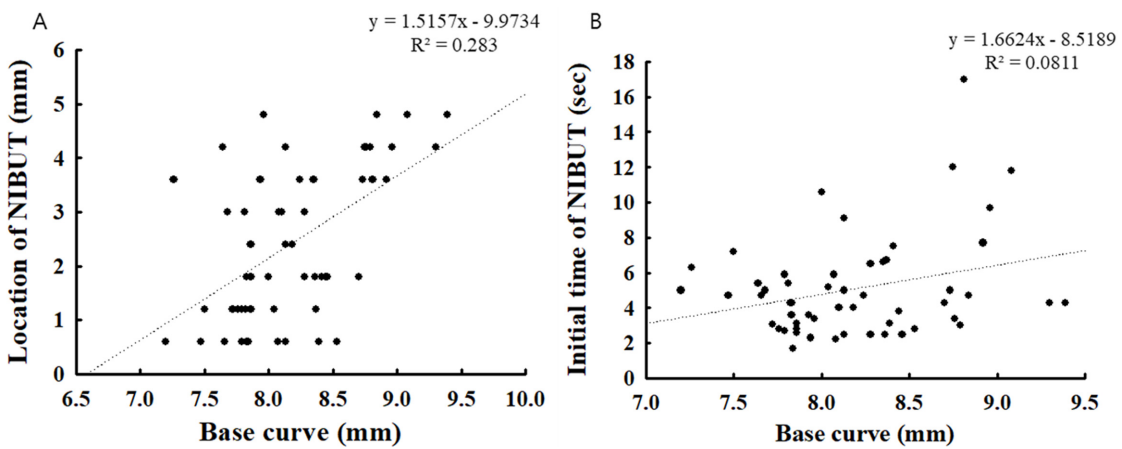 A
y = 1.5157x - 9.9734
R² = 0.283
Location of NIBUT (mm)
6
5
4
3
2
1
0
6.5 7.0 7.5 8.0 8.5 9.0 9.5 10.0
Base curve (mm)
B
y = 1.6624x - 8.5189
R² = 0.0811
Initial time of NIBUT (sec)
18
16
14
12
10
8
6
4
2
0
7.0 7.5 8.0 8.5 9.0 9.5
Base curve (mm)